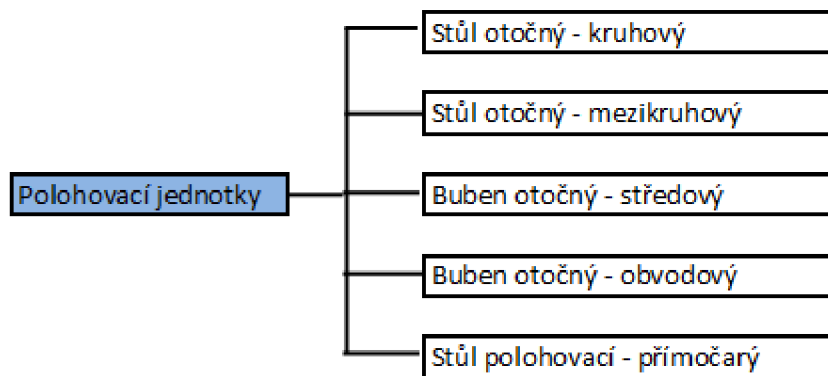 Stůl otočný - kruhový
Stůl otočný - mezikruhový
Polohovací jednotky
Buben otočný - středový
Buben otočný - obvodový
Stůl polohovací - přímočarý